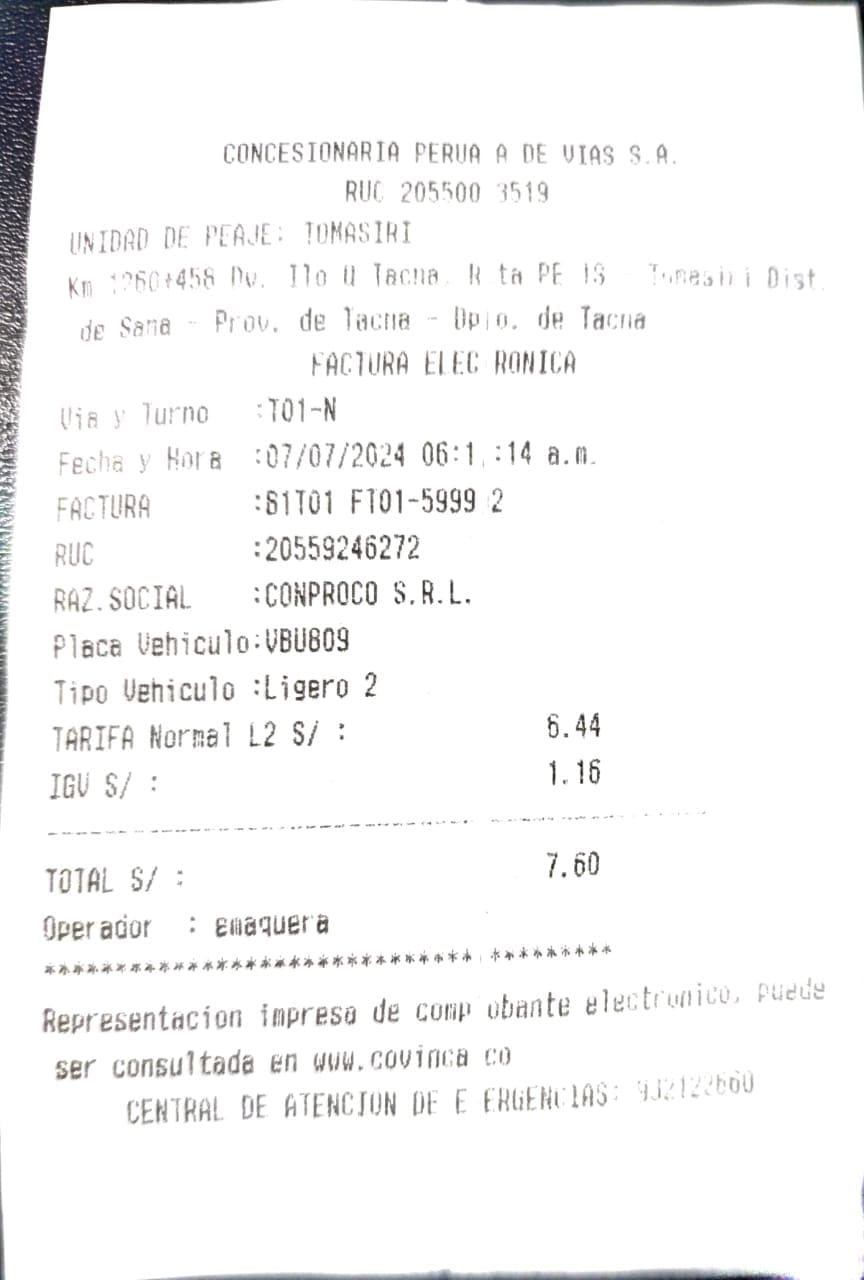 CONCESIONARIA PERUA A DE VIAS S.A.
RUC 205500 3519
UNIDAD DE PEAJE: TOMASIRI
Km 1260+458 Dv. Ilo Q Tacna. R ta PE 1S - Tomasiri Dist.
de Sama - Prov. de Tacna - Dpto. de Tacna
FACTURA ELEC RONICA
Via y Turno :T01-N
Fecha y Hora :07/07/2024 06:1 :14 a.m.
FACTURA :S1T01 FT01-5999 2
RUC :20559246272
RAZ.SOCIAL :CONPROCO S.R.L.
Placa Vehiculo:VBU809
Tipo Vehiculo :Ligero 2
TARIFA Normal L2 S/ : 6.44
IGV S/ : 1.16
TOTAL S/ : 7.60
Operador : emaquera
Representacion impresa de comp obante electronico, puede
ser consultada en www.covinca co
CENTRAL DE ATENCION DE E ERGENCIAS: 932122660